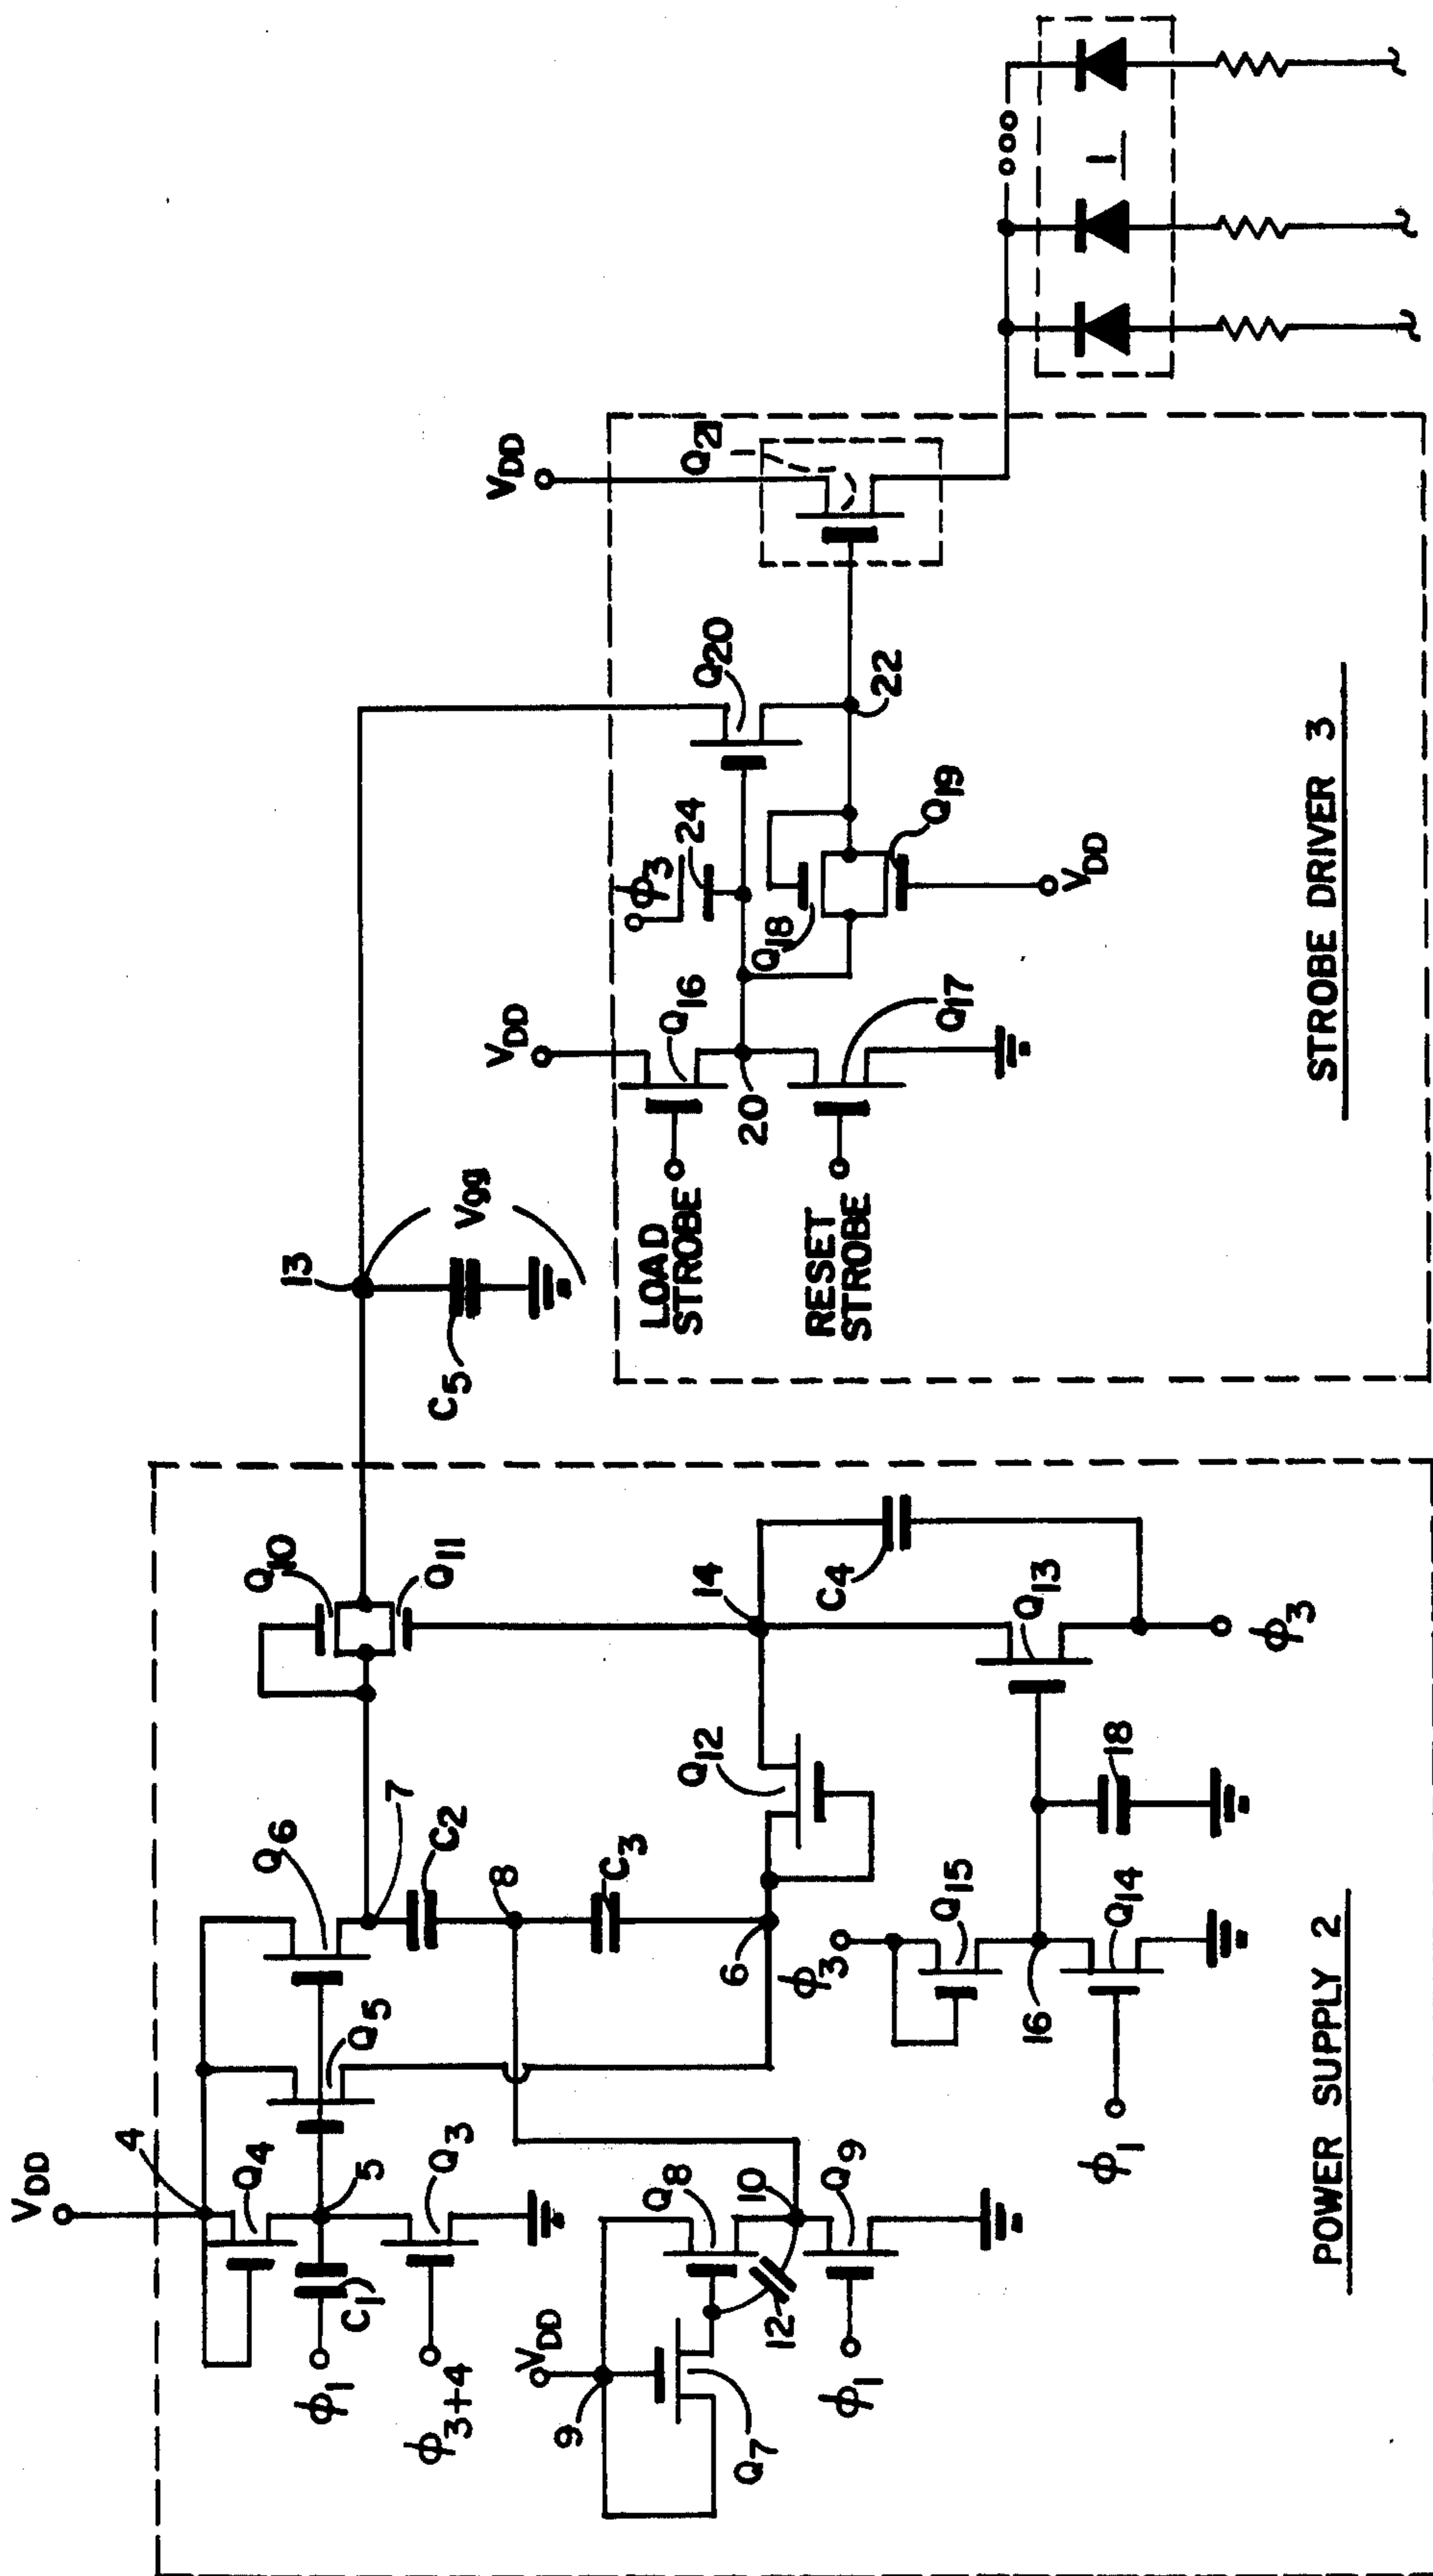 VDD
4
Q4
Q5
Q6
5
C1
ϕ1
Q3
ϕ3+4
7
C2
8
C3
6
VDD
9
Q7
Q8
10
12
Q9
ϕ1
Q10
Q11
14
Q12
C4
Q13
ϕ3
ϕ3
Q15
16
18
Q14
ϕ1
POWER SUPPLY 2
13
Vgg
C5
LOAD
STROBE
RESET
STROBE
VDD
Q16
20
Q17
ϕ3
24
Q18
Q19
VDD
Q20
22
VDD
Q21
STROBE DRIVER 3
1